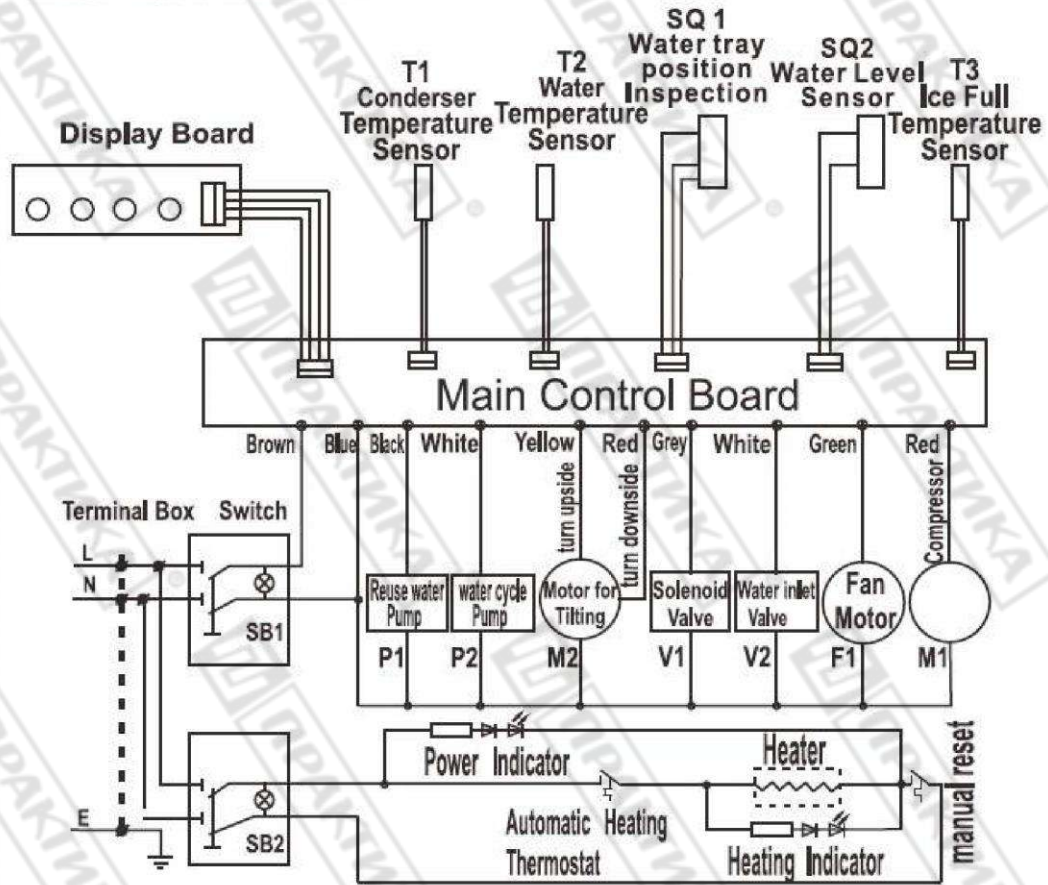 SQ 1
Water tray
position
Inspection
SQ2
Water Level
Sensor
T1
Conderser
Temperature
Sensor
T2
Water
Temperature
Sensor
T3
Ice Full
Temperature
Sensor
Display Board
Main Control Board
Brown
Blue
Black
White
Yellow
Red
Grey
White
Green
Red
turn upside
turn downside
Compressor
Terminal Box
Switch
L
N
SB1
Reuse water
Pump
P1
water cycle
Pump
P2
Motor for
Tilting
M2
Solenoid
Valve
V1
Water inlet
Valve
V2
Fan
Motor
F1
M1
Power Indicator
Heater
manual reset
E
SB2
Automatic Heating
Thermostat
Heating Indicator
ПРАКТИКА